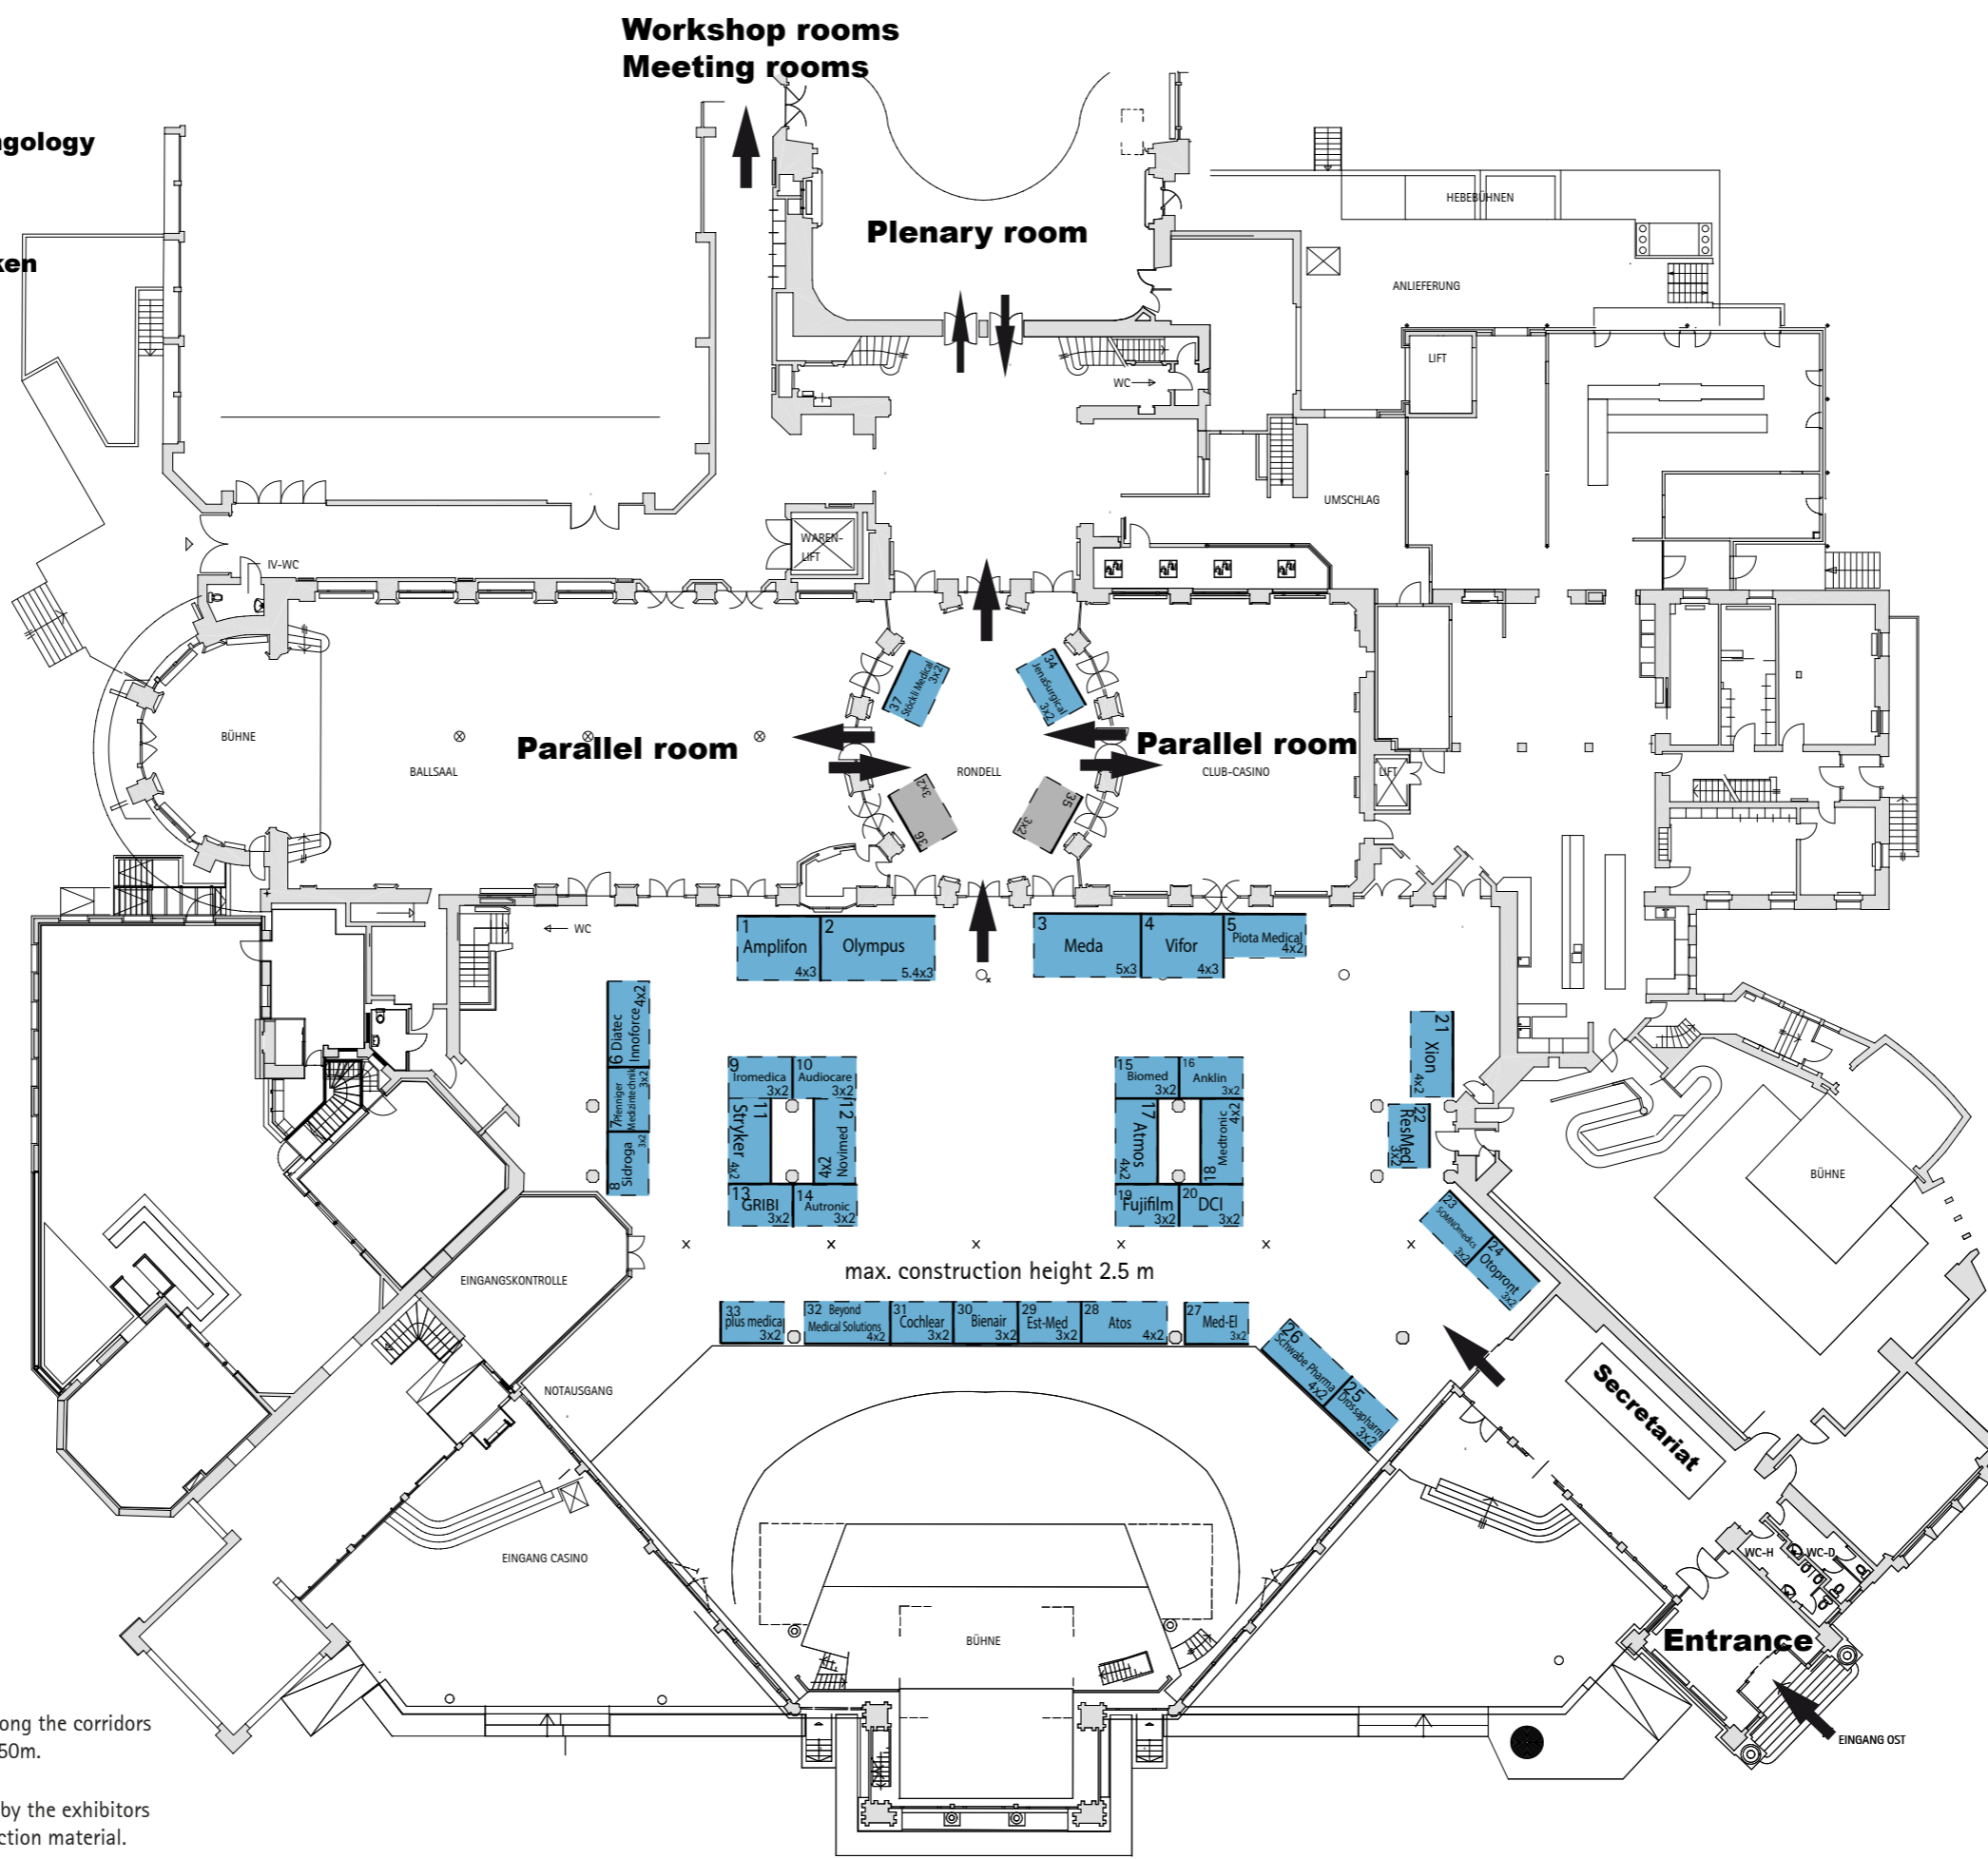 Workshop rooms
Meeting rooms
ngology
ken
Plenary room
HEBEBÜHNEN
ANLIEFERUNG
LIFT
WC
UMSCHLAG
WAREN-
LIFT
IV-WC
37
Stöckli Medical
3x2
34
JenaSurgical
3x2
BÜHNE
Parallel room
BALLSAAL
RONDELL
Parallel room
CLUB-CASINO
LIFT
36
3x2
35
3x2
WC
1
Amplifon
4x3
2
Olympus
5.4x3
3
Meda
5x3
4
Vifor
4x3
5
Piota Medical
4x2
6 Diatec
Innoforce
4x2
7 Pfenniger
Medizintechnik
3x2
8
Sidroga
3x2
9
Iromedica
3x2
10
Audiocare
3x2
11
Stryker
4x2
12
Novimed
4x2
13
GRIBI
3x2
14
Autronic
3x2
15
Biomed
3x2
16
Anklin
3x2
17
Atmos
4x2
18
Medtronic
4x2
19
Fujifilm
3x2
20
DCI
3x2
21
Xion
4x2
22
ResMed
3x2
23
SOMNOmedics
3x2
24
Otopront
3x2
BÜHNE
EINGANGSKONTROLLE
max. construction height 2.5 m
33
plus medica
3x2
32 Beyond
Medical Solutions
4x2
31
Cochlear
3x2
30
Bienair
3x2
29
Est-Med
3x2
28
Atos
4x2
27
Med-El
3x2
26
Schwabe Pharma
4x2
25
Drossapharm
3x2
NOTAUSGANG
Secretariat
EINGANG CASINO
WC-H
WC-D
BÜHNE
Entrance
EINGANG OST
ong the corridors
50m.
by the exhibitors
ction material.